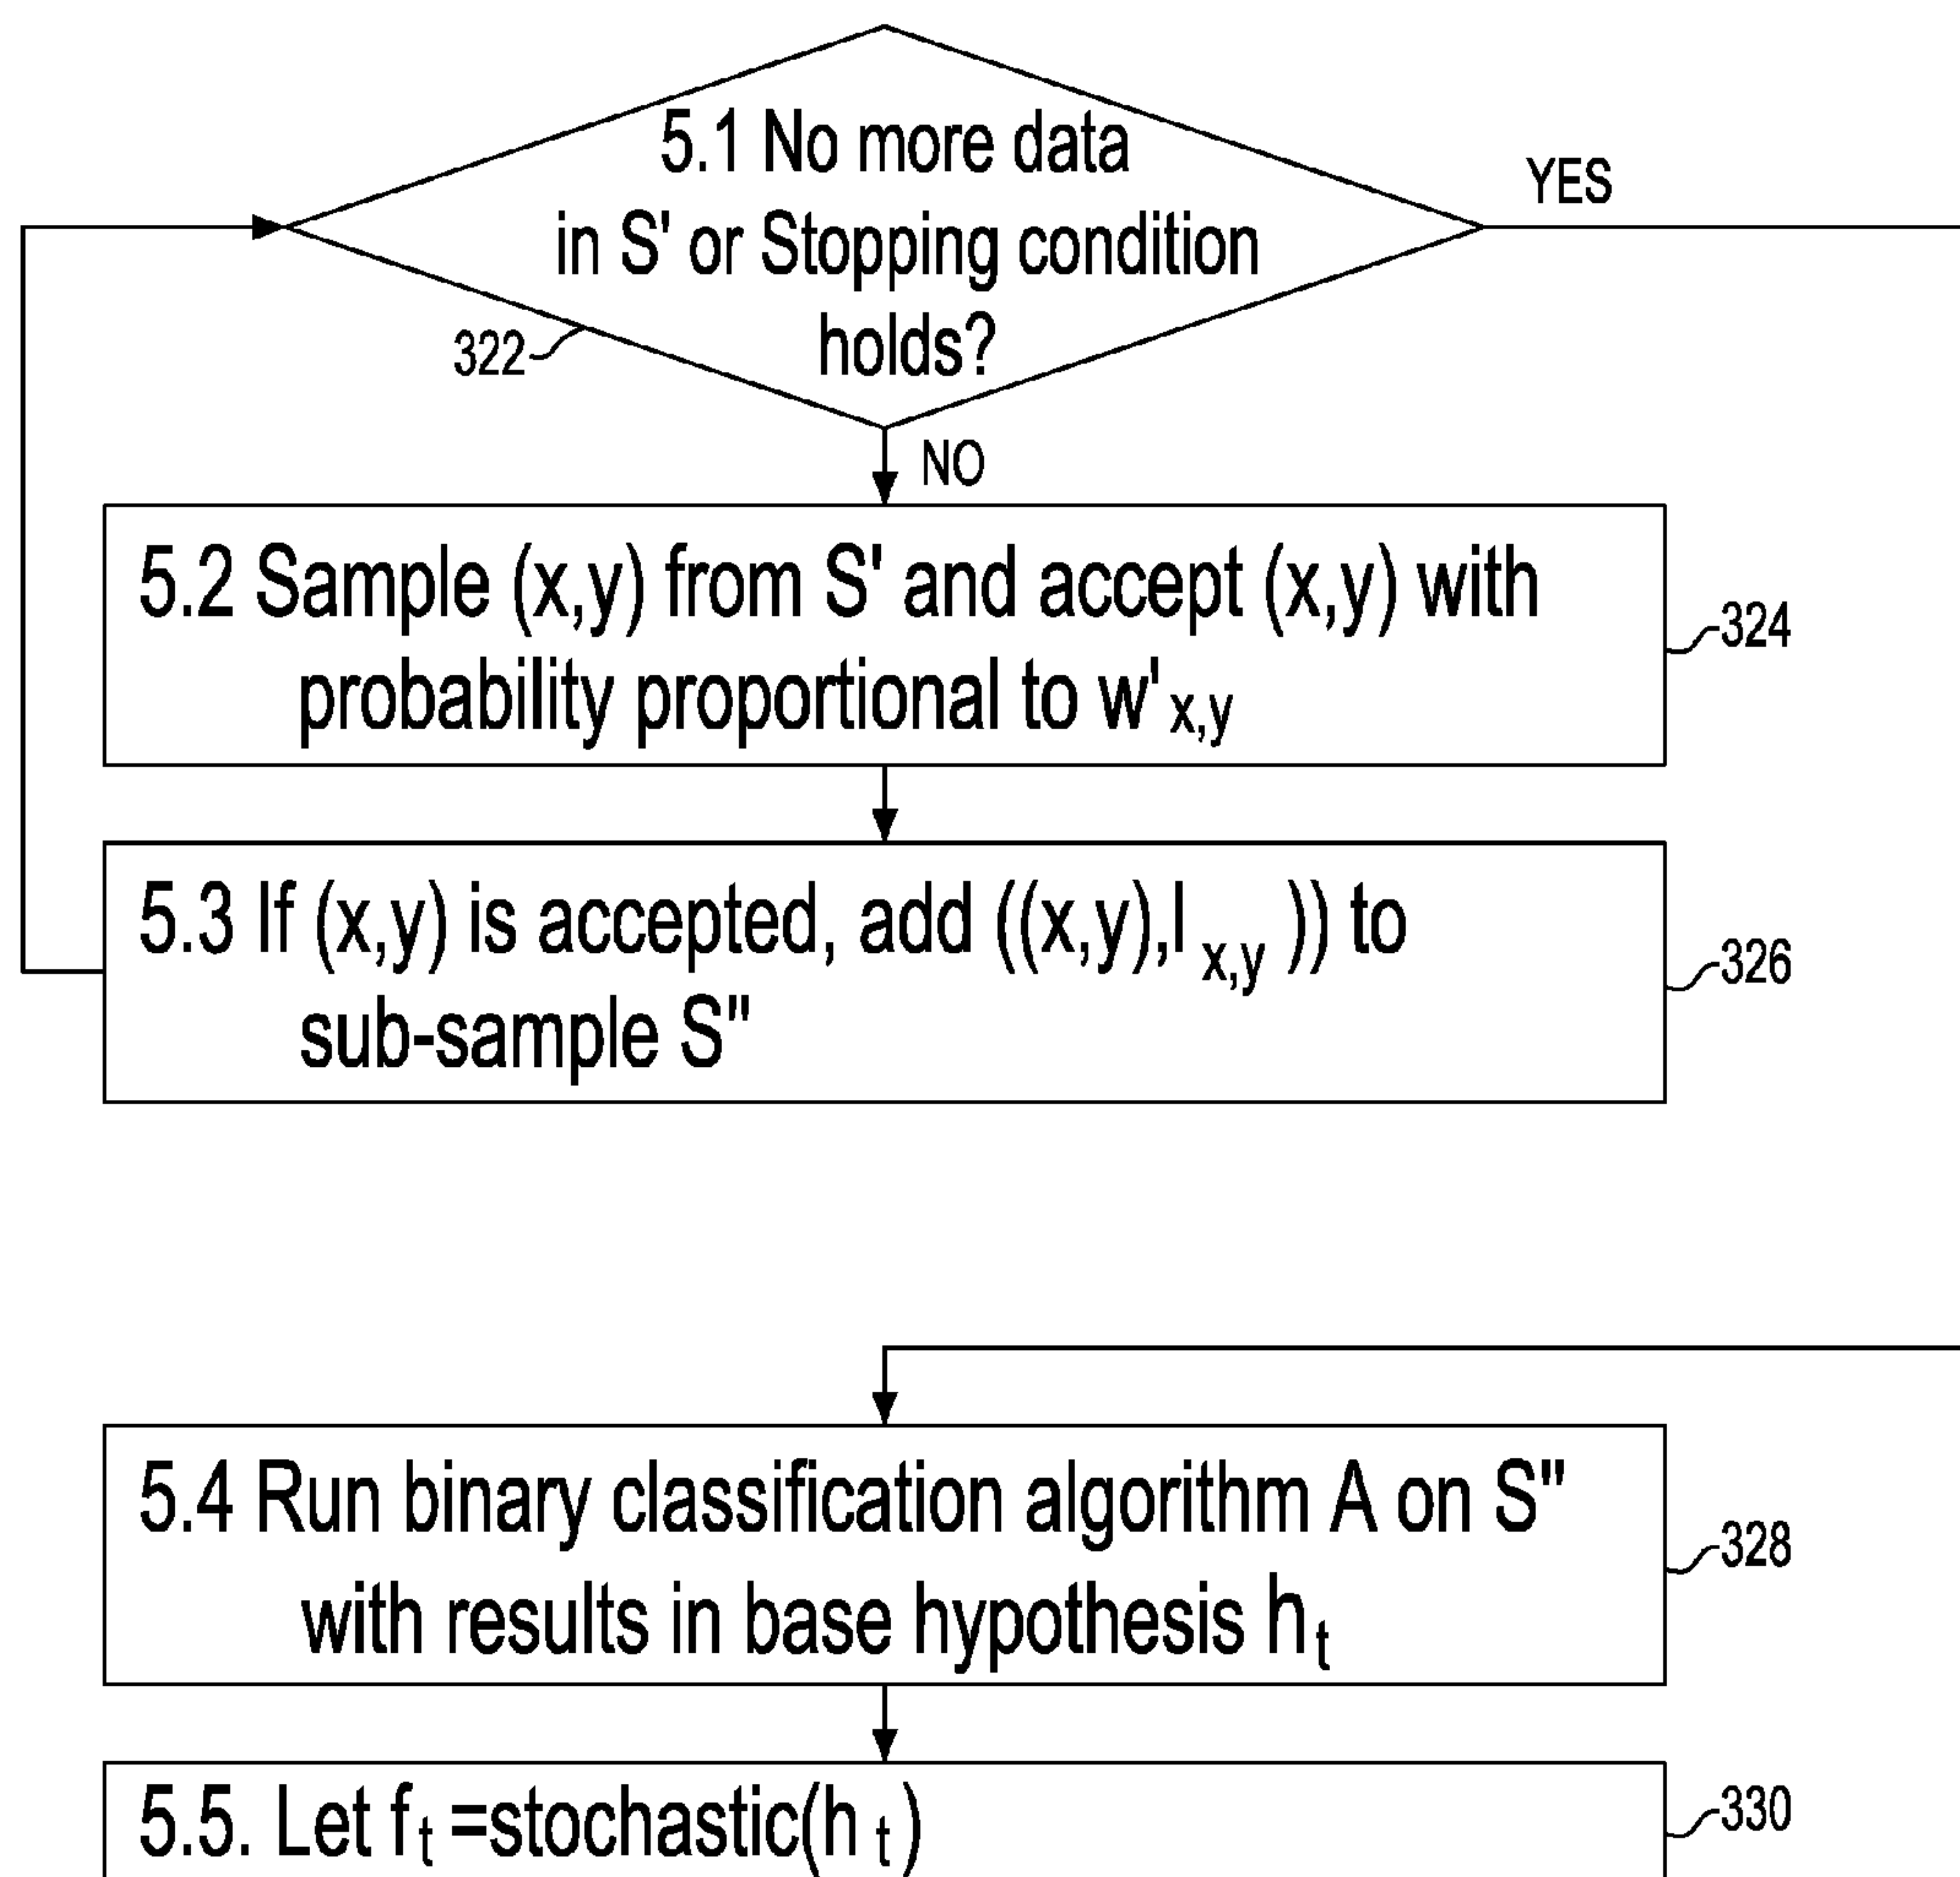 5.1 No more data
in S' or Stopping condition
holds?
YES
322
NO
5.2 Sample (x,y) from S' and accept (x,y) with
probability proportional to w'x,y
324
5.3 If (x,y) is accepted, add ((x,y),l x,y )) to
sub-sample S"
326
5.4 Run binary classification algorithm A on S"
with results in base hypothesis ht
328
5.5. Let ft =stochastic(h t )
330